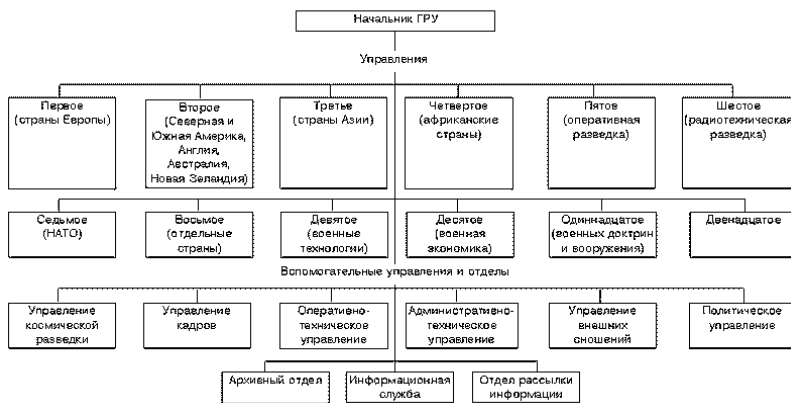 Начальник ГРУ
Управления
Первое
(страны Европы)
Второе
(Северная и
Южная Америка,
Англия,
Австралия,
Новая Зеландия)
Третье
(страны Азии)
Четвертое
(африканские
страны)
Пятое
(оперативная
разведка)
Шестое
(радиотехническая
разведка)
Седьмое
(НАТО)
Восьмое
(отдельные
страны)
Девятое
(военные
технологии)
Десятое
(военная
экономика)
Одиннадцатое
(военных доктрин
и вооружения)
Двенадцатое
Вспомогательные управления и отделы
Управление
космической
разведки
Управление
кадров
Оперативно-
техническое
управление
Административно-
техническое
управление
Управление
внешних
сношений
Политическое
управление
Архивный отдел
Информационная
служба
Отдел рассылки
информации